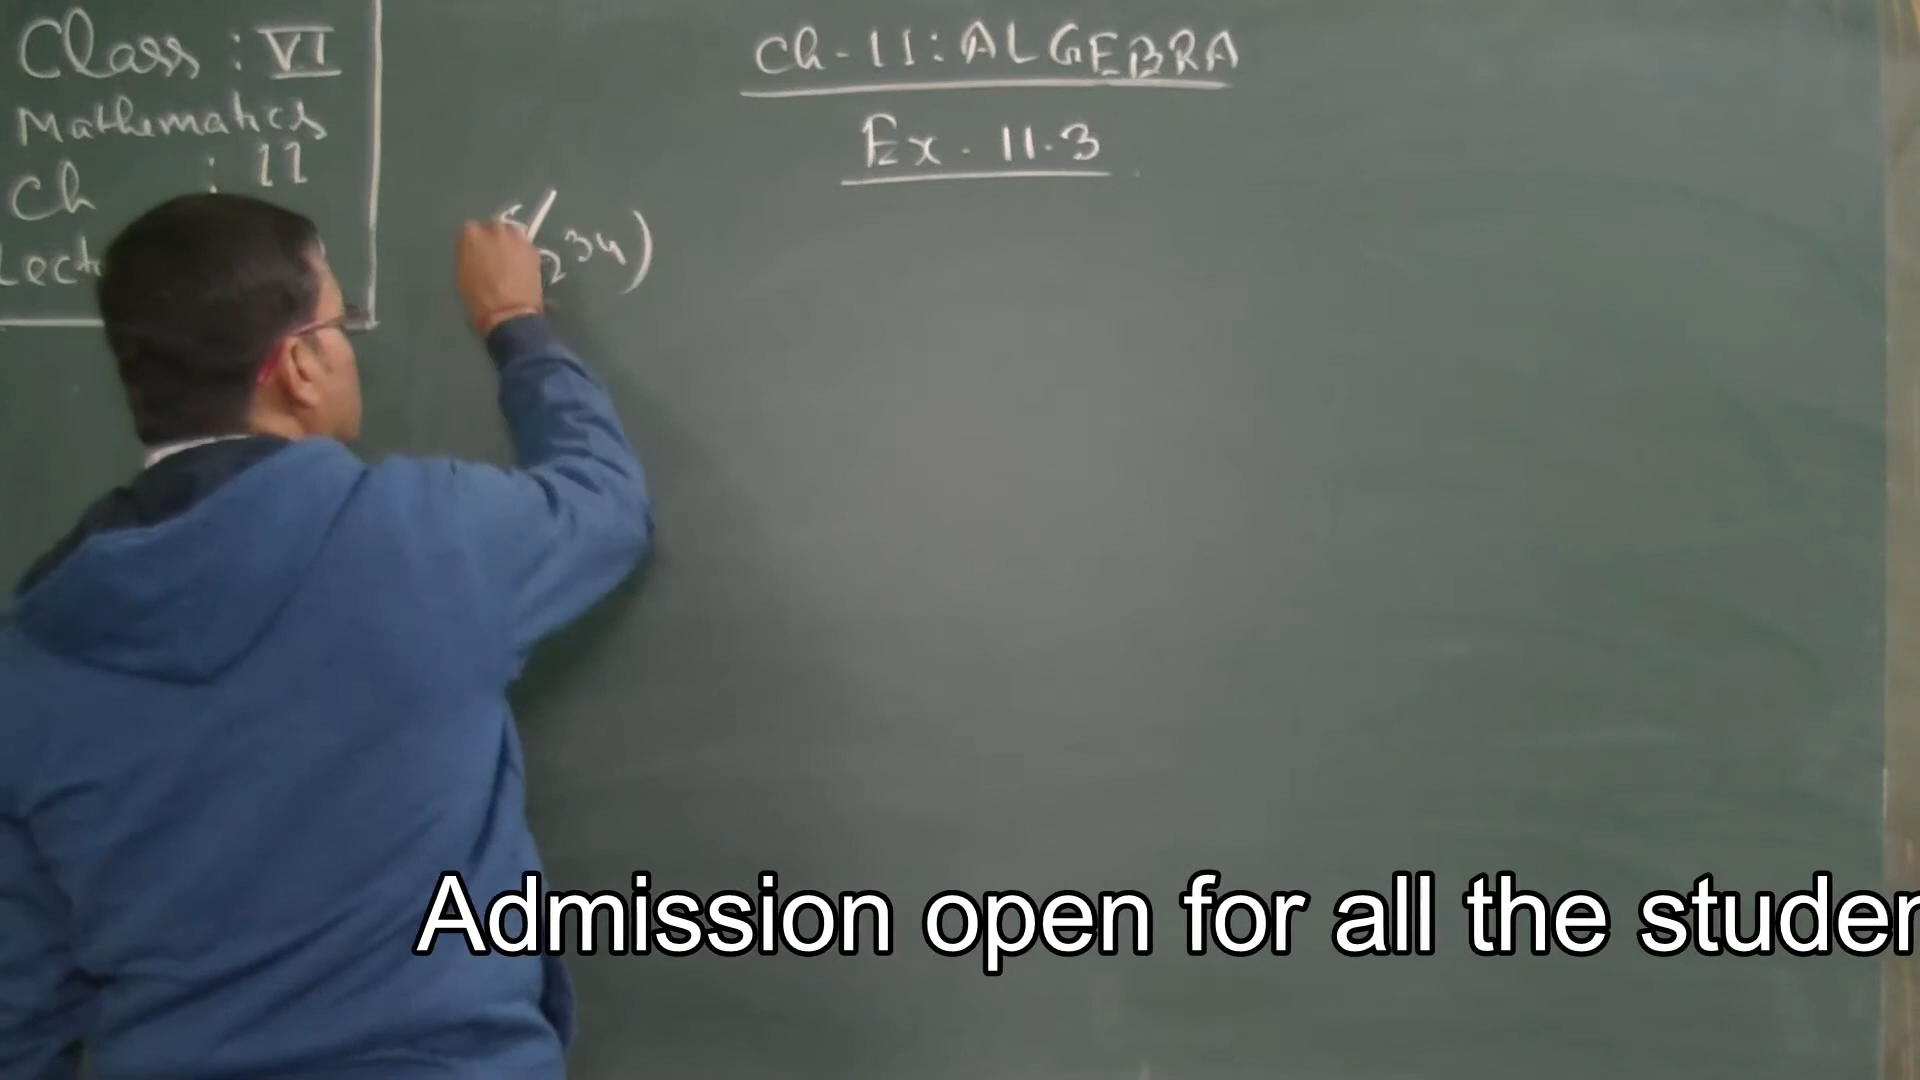 Class : VI
Mathematics
Ch : 11
Lect
Ch-11: ALGEBRA
Ex. 11.3
234)
Admission open for all the studen